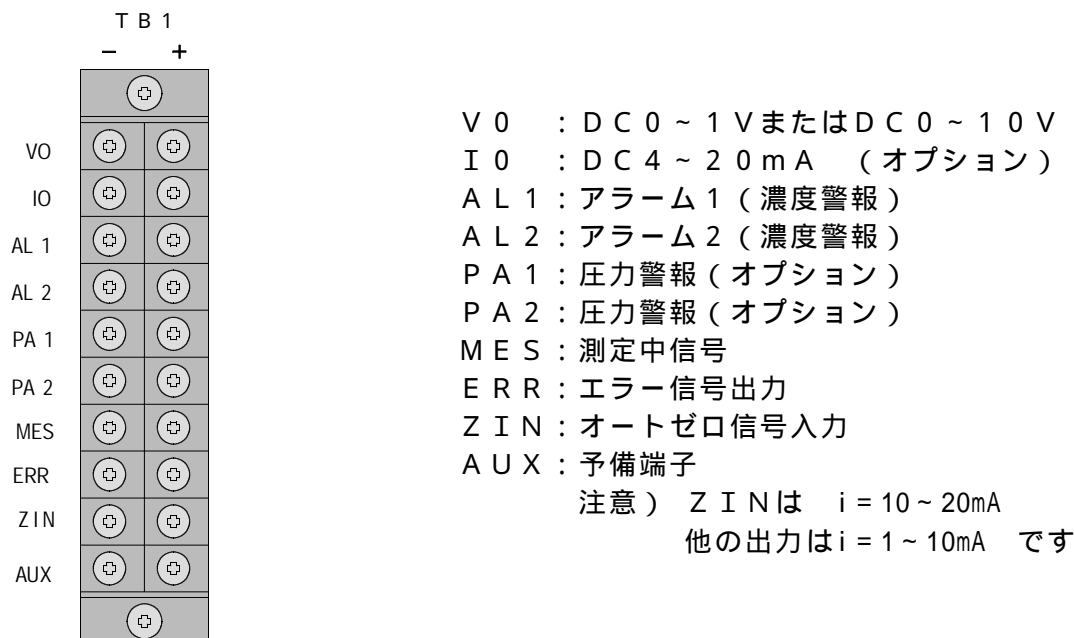 ＴＢ１
− +
VO
IO
AL 1
AL 2
PA 1
PA 2
MES
ERR
ZIN
AUX
Ｖ０　：ＤＣ０~１ＶまたはＤＣ０~１０Ｖ
Ｉ０　：ＤＣ４~２０ｍＡ　（オプション）
ＡＬ１：アラーム１（濃度警報）
ＡＬ２：アラーム２（濃度警報）
ＰＡ１：圧力警報（オプション）
ＰＡ２：圧力警報（オプション）
ＭＥＳ：測定中信号
ＥＲＲ：エラー信号出力
ＺＩＮ：オートゼロ信号入力
ＡＵＸ：予備端子
注意）　ＺＩＮは　i = 10 ~ 20mA
他の出力は i = 1 ~ 10mA　です